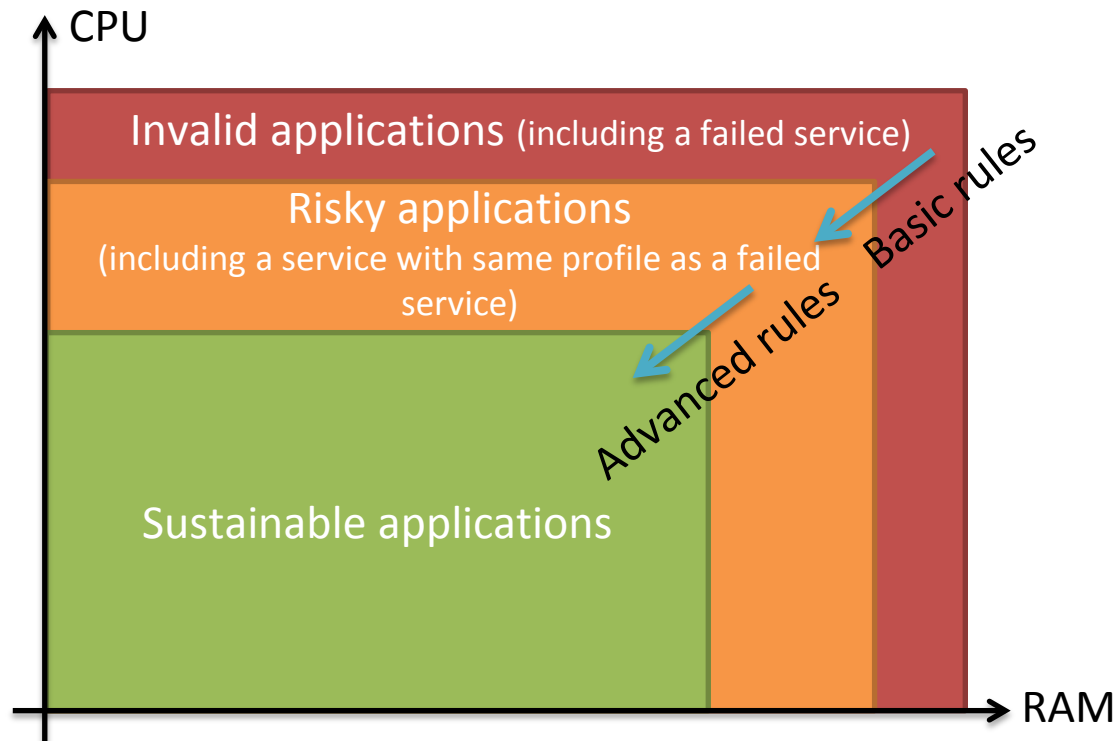 CPU
Invalid applications (including a failed service)
Risky applications
(including a service with same profile as a failed
service)
Basic rules
Advanced rules
Sustainable applications
RAM